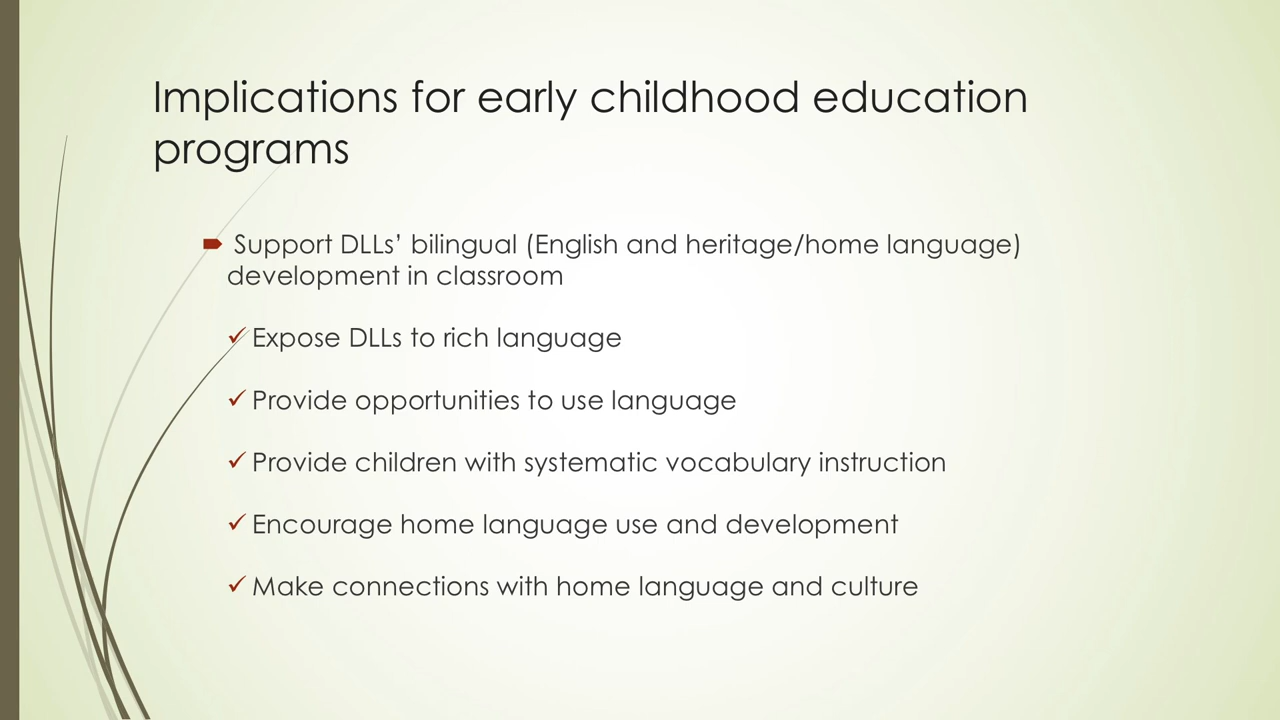 Implications for early childhood education
programs
Support DLLs’ bilingual (English and heritage/home language)
development in classroom
Expose DLLs to rich language
Provide opportunities to use language
Provide children with systematic vocabulary instruction
Encourage home language use and development
Make connections with home language and culture